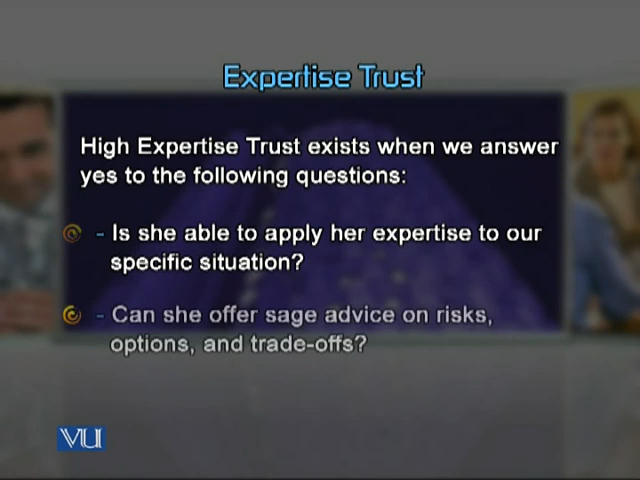 Expertise Trust
High Expertise Trust exists when we answer
yes to the following questions:
- Is she able to apply her expertise to our
specific situation?
- Can she offer sage advice on risks,
options, and trade-offs?
VU